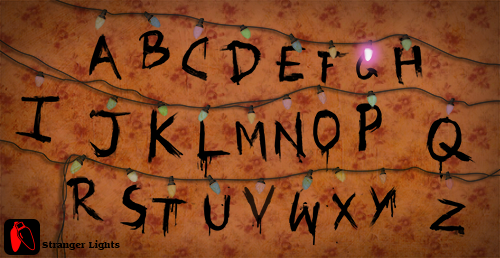 A B C D E F G H
I J K L M N O P Q
R S T U V W X Y Z
Stranger Lights